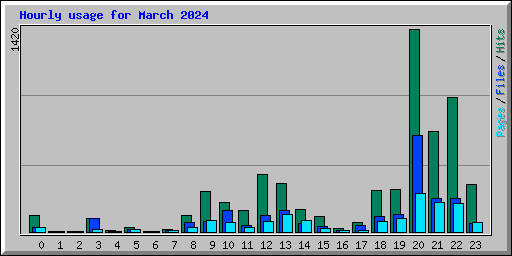 Hourly usage for March 2024
1420
Pages/Files/Hits
0 1 2 3 4 5 6 7 8 9 10 11 12 13 14 15 16 17 18 19 20 21 22 23